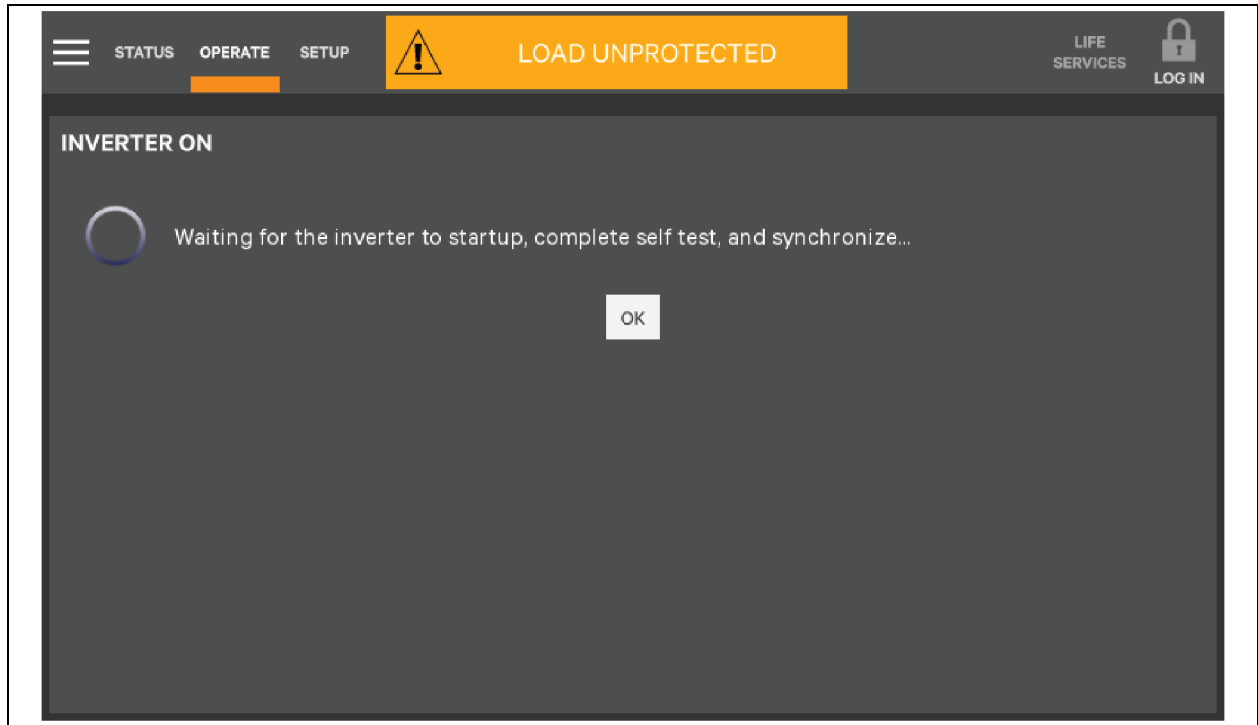 STATUS OPERATE SETUP
LOAD UNPROTECTED
LIFE
SERVICES
LOG IN
INVERTER ON
Waiting for the inverter to startup, complete self test, and synchronize...
OK